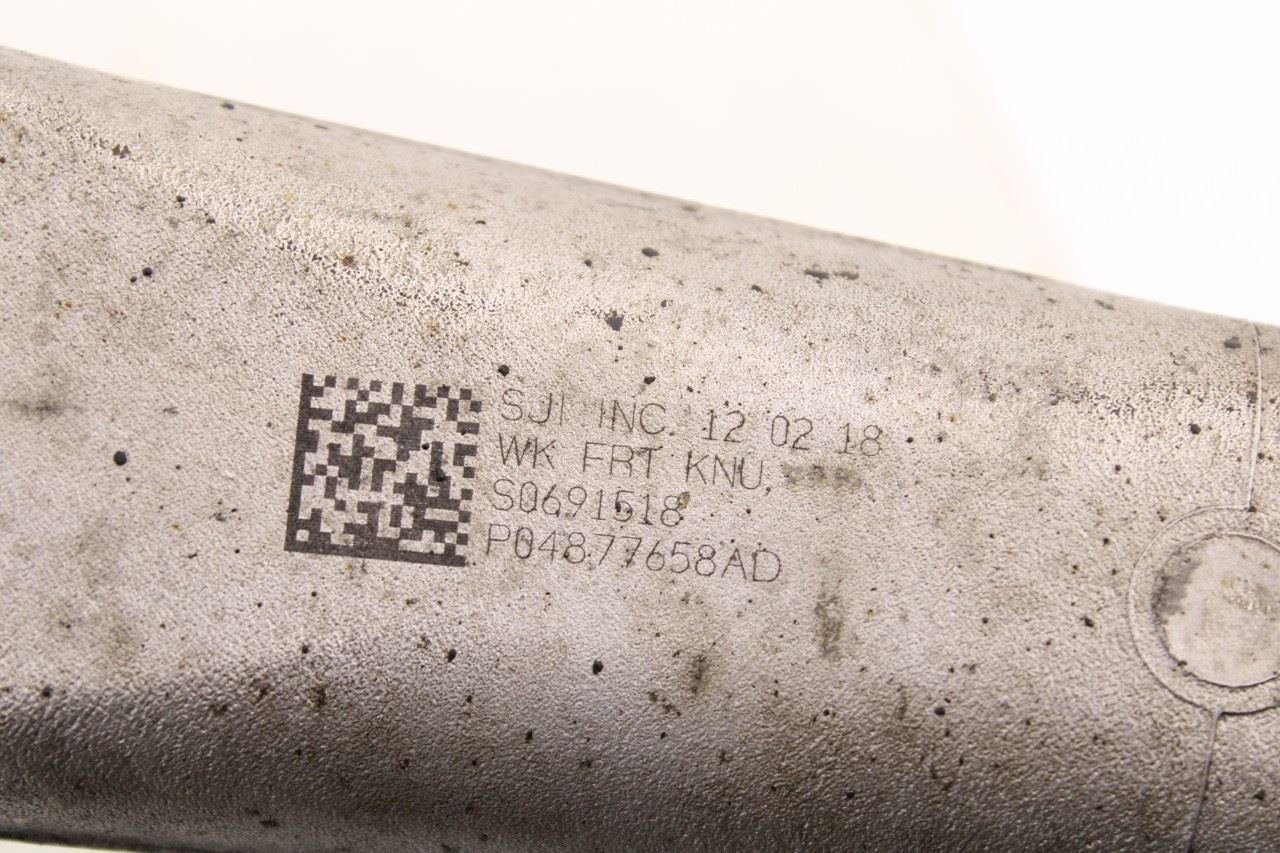 SJI INC. 12 02 18
WK FRT KNU,
S0691518
P04877658AD